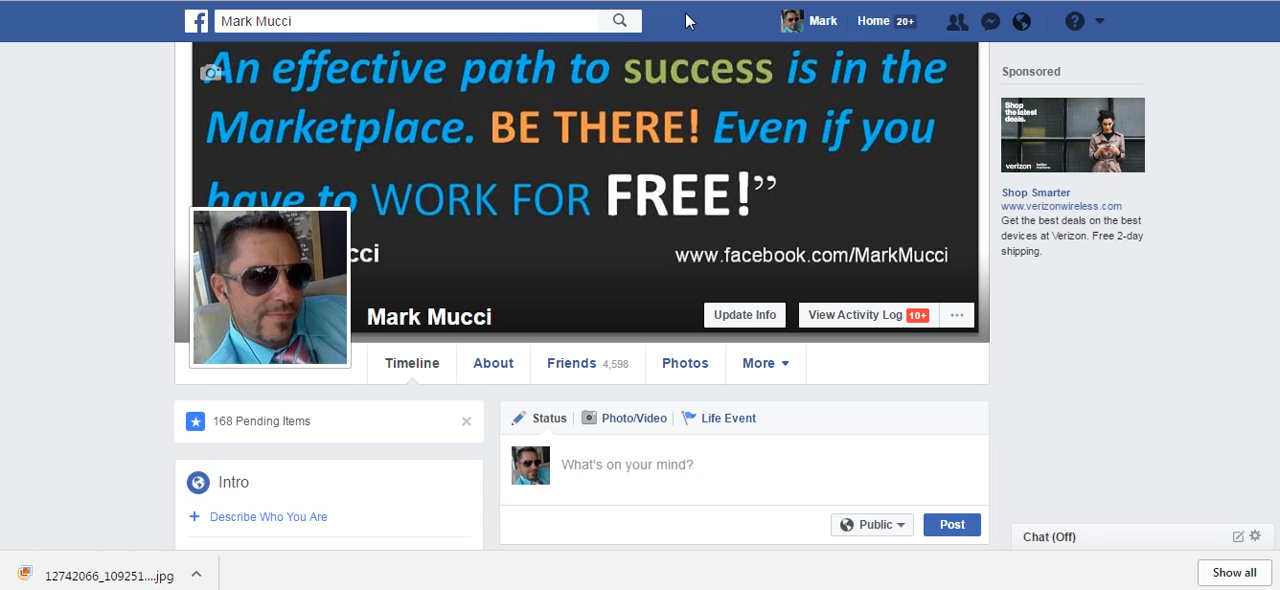 Mark Mucci
Mark
Home 20+
An effective path to success is in the
Marketplace. BE THERE! Even if you
have to WORK FOR FREE!”
cci
www.facebook.com/MarkMucci
Mark Mucci
Update Info
View Activity Log 10+
Timeline
About
Friends 4,598
Photos
More
168 Pending Items
Intro
+ Describe Who You Are
Status
Photo/Video
Life Event
What's on your mind?
Public
Post
Sponsored
Shop
the latest
deals.
verizon
Shop Smarter
www.verizonwireless.com
Get the best deals on the best
devices at Verizon. Free 2-day
shipping.
Chat (Off)
12742066_109251....jpg
Show all